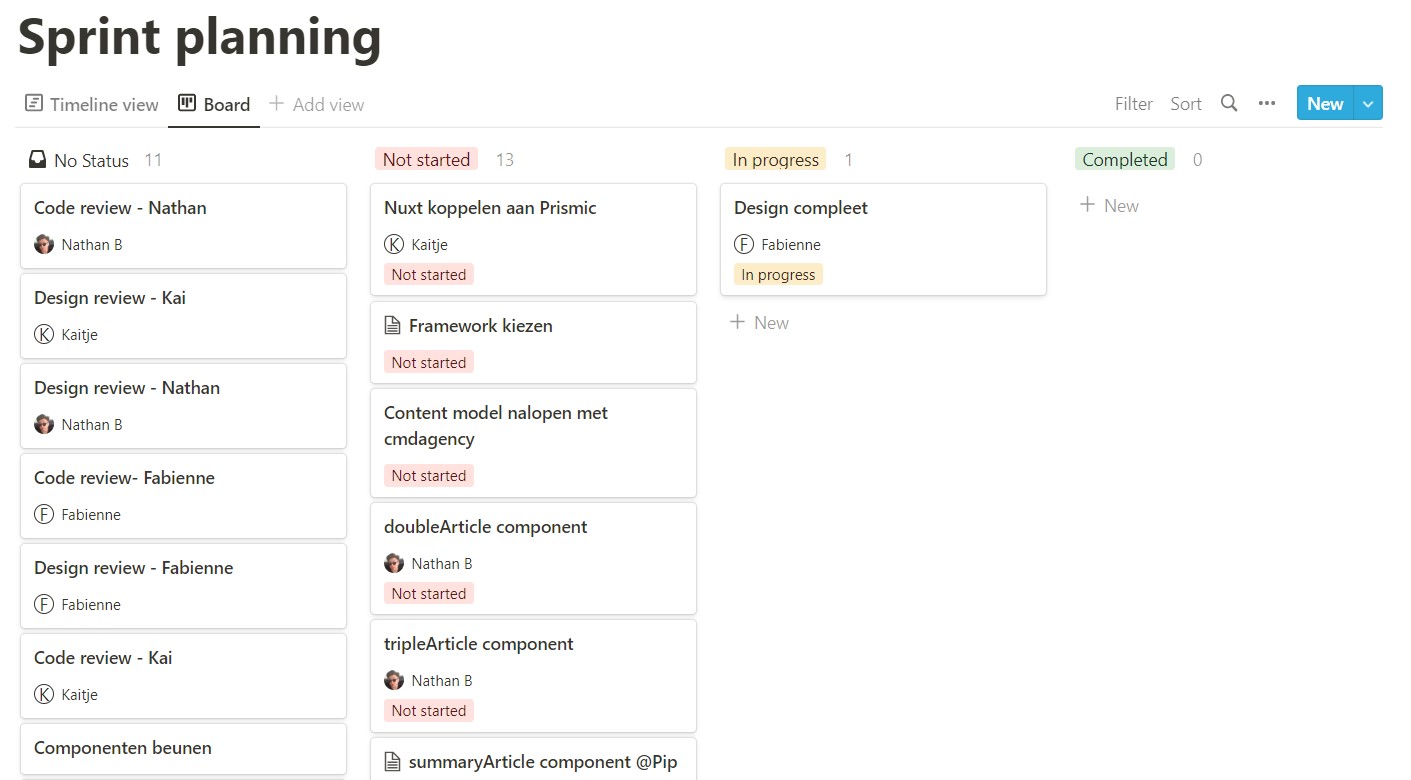 Sprint planning
Timeline view
Board
Add view
Filter
Sort
New
No Status 11
Code review - Nathan
Nathan B
Design review - Kai
K Kaitje
Design review - Nathan
Nathan B
Code review- Fabienne
F Fabienne
Design review - Fabienne
F Fabienne
Code review - Kai
K Kaitje
Componenten beunen
Not started 13
Nuxt koppelen aan Prismic
K Kaitje
Not started
Framework kiezen
Not started
Content model nalopen met
cmdagency
Not started
doubleArticle component
Nathan B
Not started
tripleArticle component
Nathan B
Not started
summaryArticle component @Pip
In progress 1
Design compleet
F Fabienne
In progress
+ New
Completed 0
+ New